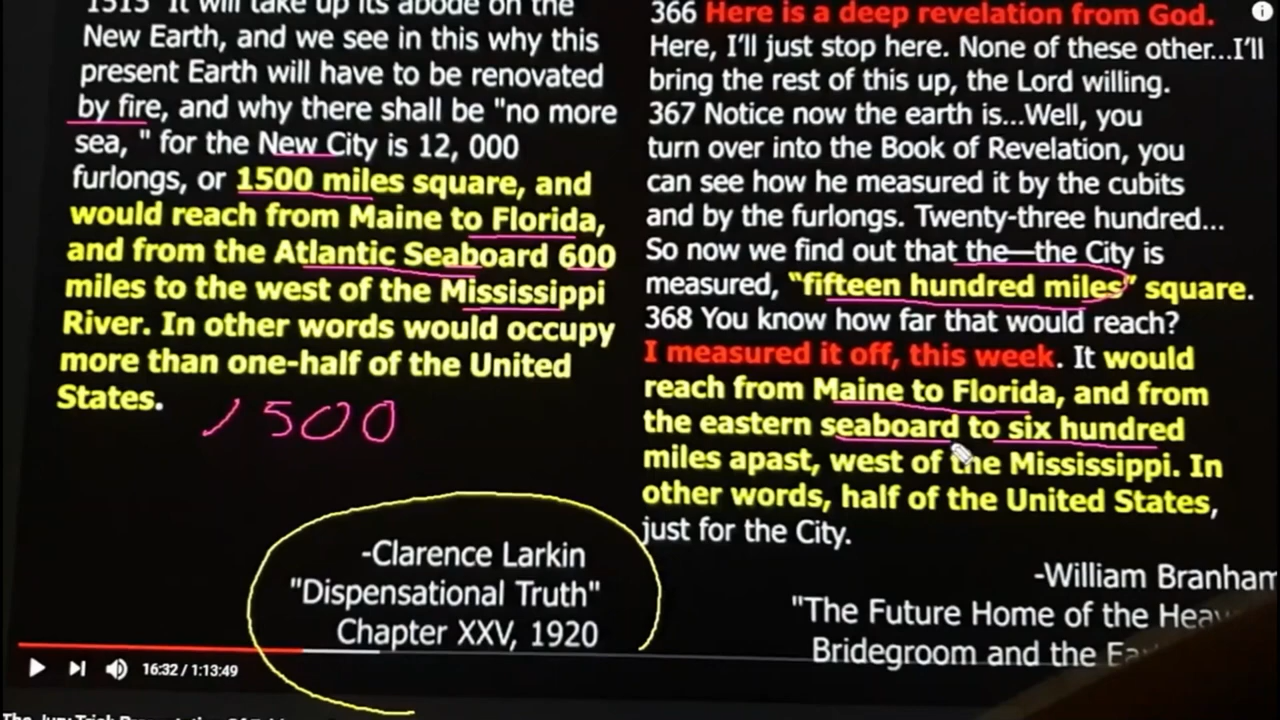 1515 It will take up its abode on the
New Earth, and we see in this why this
present Earth will have to be renovated
by fire, and why there shall be "no more
sea, " for the New City is 12, 000
furlongs, or 1500 miles square, and
would reach from Maine to Florida,
and from the Atlantic Seaboard 600
miles to the west of the Mississippi
River. In other words would occupy
more than one-half of the United
States.
1500
-Clarence Larkin
"Dispensational Truth"
Chapter XXV, 1920
366 Here is a deep revelation from God.
Here, I'll just stop here. None of these other...I'll
bring the rest of this up, the Lord willing.
367 Notice now the earth is...Well, you
turn over into the Book of Revelation, you
can see how he measured it by the cubits
and by the furlongs. Twenty-three hundred...
So now we find out that the—the City is
measured, "fifteen hundred miles" square.
368 You know how far that would reach?
I measured it off, this week. It would
reach from Maine to Florida, and from
the eastern seaboard to six hundred
miles apast, west of the Mississippi. In
other words, half of the United States,
just for the City.
-William Branham
"The Future Home of the
Bridegroom and the
16:32 / 1:13:49